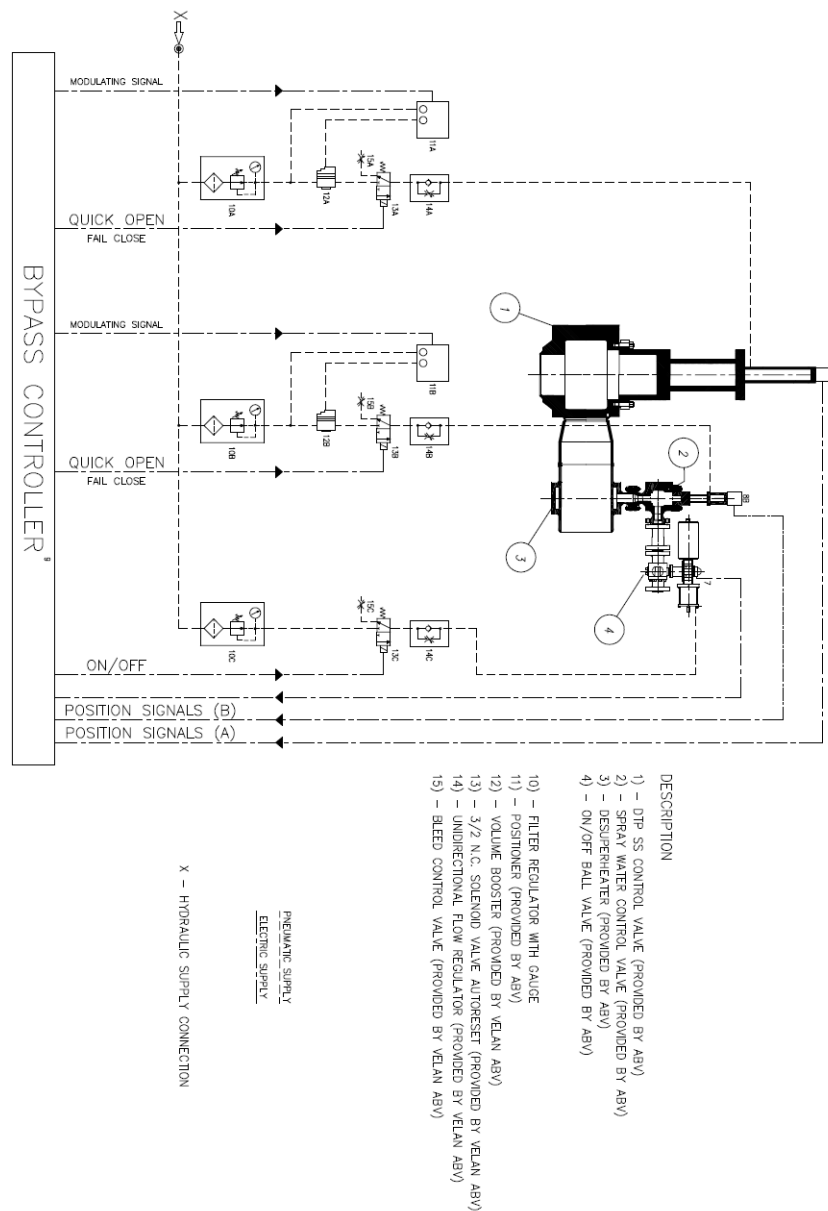 X
MODULATING SIGNAL
11A
15A
10A
12A
13A
14A
QUICK OPEN
FAIL CLOSE
1
MODULATING SIGNAL
11B
15B
10B
12B
13B
14B
2
8B
QUICK OPEN
FAIL CLOSE
3
7
4
15C
10C
13C
14C
ON/OFF
POSITION SIGNALS (B)
POSITION SIGNALS (A)
BYPASS CONTROLLER
DESCRIPTION
1) - DTP SS CONTROL VALVE (PROVIDED BY ABV)
2) - SPRAY WATER CONTROL VALVE (PROVIDED BY ABV)
3) - DESUPERHEATER (PROVIDED BY ABV)
4) - ON/OFF BALL VALVE (PROVIDED BY ABV)
10) - FILTER REGULATOR WITH GAUGE
11) - POSITIONER (PROVIDED BY ABV)
12) - VOLUME BOOSTER (PROVIDED BY VELAN ABV)
13) - 3/2 N.C. SOLENOID VALVE AUTORESET (PROVIDED BY VELAN ABV)
14) - UNIDIRECTIONAL FLOW REGULATOR (PROVIDED BY VELAN ABV)
15) - BLEED CONTROL VALVE (PROVIDED BY VELAN ABV)
PNEUMATIC SUPPLY
ELECTRIC SUPPLY
X - HYDRAULIC SUPPLY CONNECTION